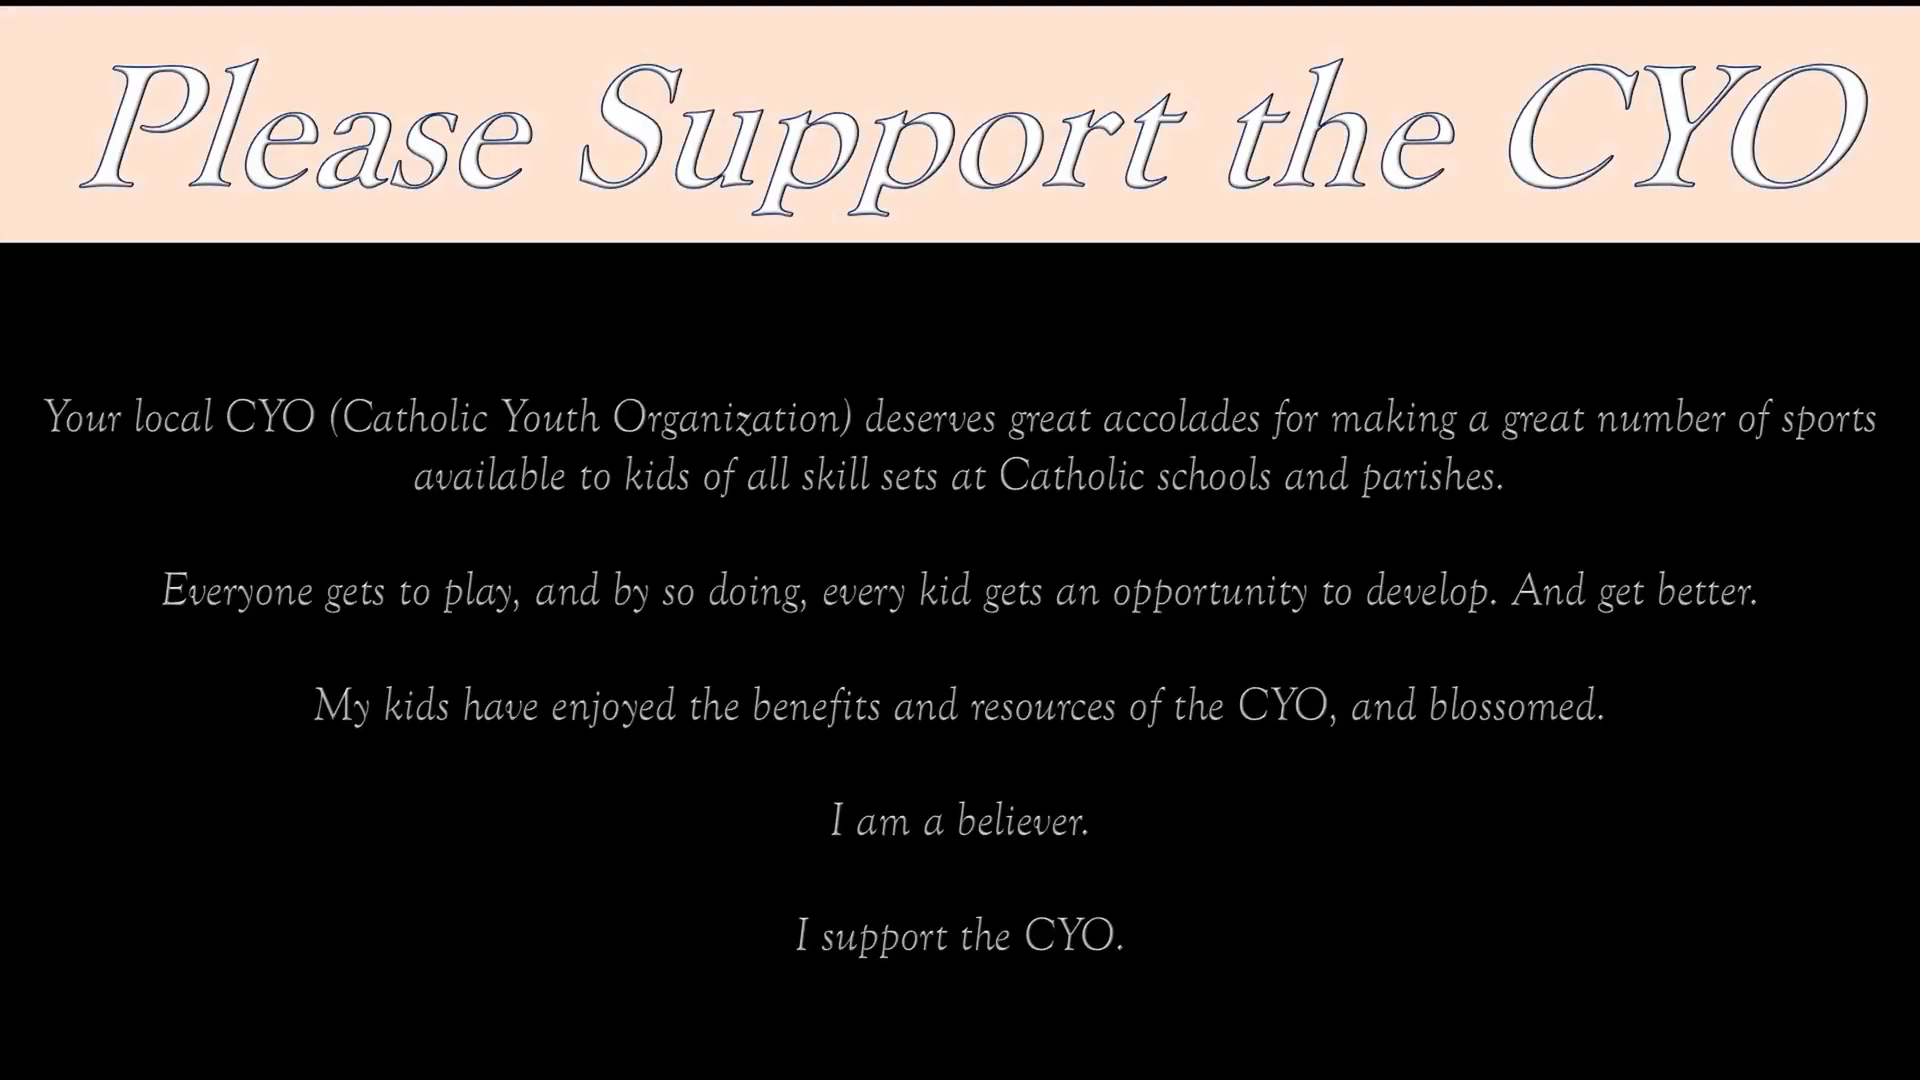 Please Support the CYO
Your local CYO (Catholic Youth Organization) deserves great accolades for making a great number of sports
available to kids of all skill sets at Catholic schools and parishes.
Everyone gets to play, and by so doing, every kid gets an opportunity to develop. And get better.
My kids have enjoyed the benefits and resources of the CYO, and blossomed.
I am a believer.
I support the CYO.